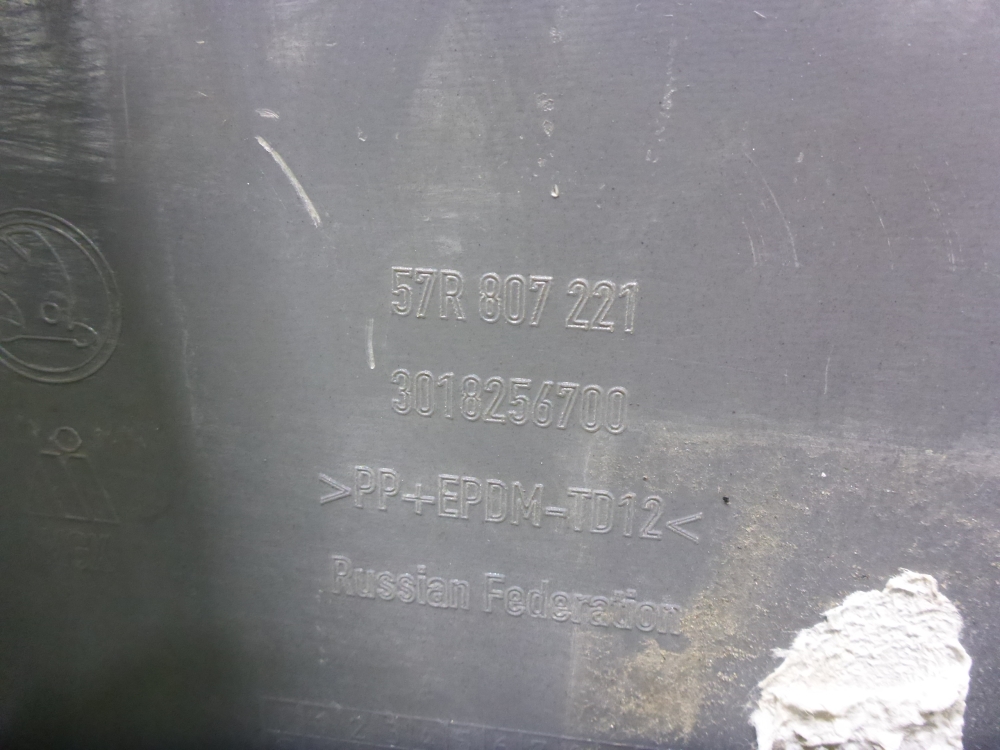 57R 807 221
3018256700
>PP+EPDM-TD12<
Russian Federation